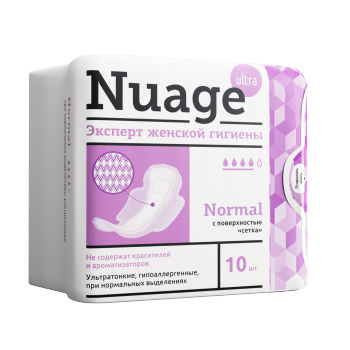 ultra
Nuage
Эксперт женской гигиены
Normal
с поверхностью
«сетка»
Не содержат красителей
и ароматизаторов
10 шт.
Ультратонкие, гипоаллергенные,
при нормальных выделениях